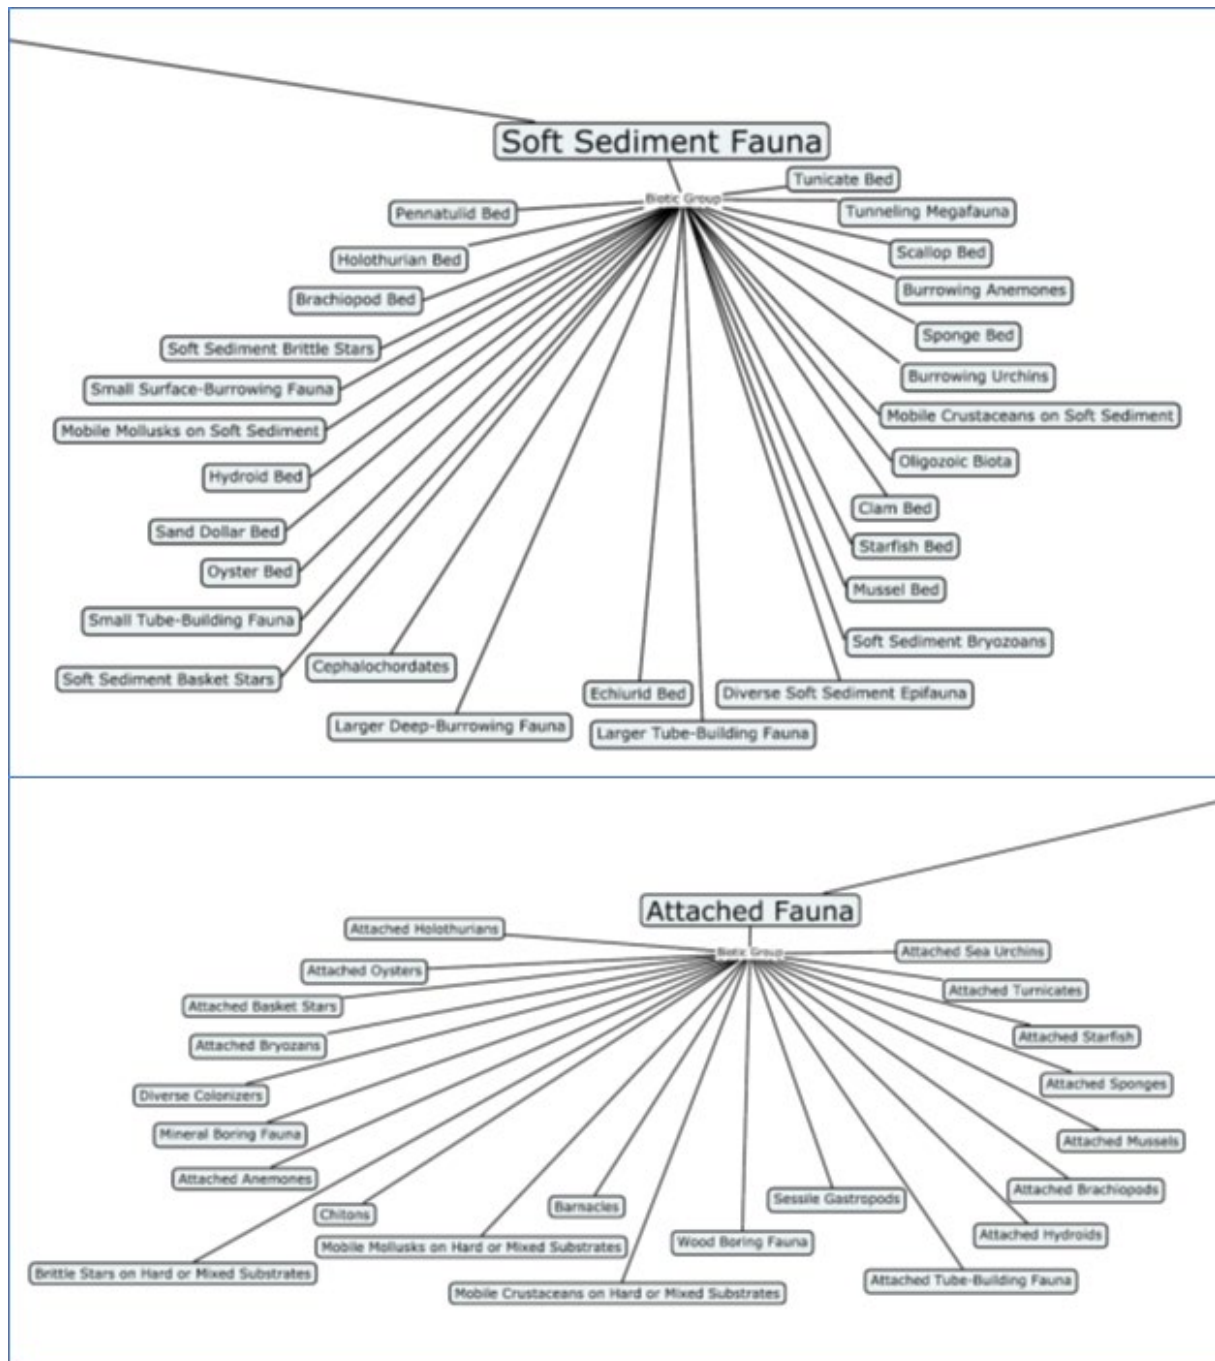 Soft Sediment Fauna
Biotic Group
Tunicate Bed
Pennatulid Bed
Tunneling Megafauna
Holothurian Bed
Scallop Bed
Brachiopod Bed
Burrowing Anemones
Soft Sediment Brittle Stars
Sponge Bed
Small Surface-Burrowing Fauna
Burrowing Urchins
Mobile Mollusks on Soft Sediment
Mobile Crustaceans on Soft Sediment
Hydroid Bed
Oligozoic Biota
Sand Dollar Bed
Clam Bed
Oyster Bed
Starfish Bed
Small Tube-Building Fauna
Mussel Bed
Soft Sediment Basket Stars
Cephalochordates
Soft Sediment Bryozoans
Echiurid Bed
Diverse Soft Sediment Epifauna
Larger Deep-Burrowing Fauna
Larger Tube-Building Fauna
Attached Fauna
Biotic Group
Attached Holothurians
Attached Sea Urchins
Attached Oysters
Attached Turnicates
Attached Basket Stars
Attached Starfish
Attached Bryozans
Attached Sponges
Diverse Colonizers
Mineral Boring Fauna
Attached Mussels
Attached Anemones
Attached Brachiopods
Chitons
Barnacles
Sessile Gastropods
Attached Hydroids
Mobile Mollusks on Hard or Mixed Substrates
Wood Boring Fauna
Brittle Stars on Hard or Mixed Substrates
Attached Tube-Building Fauna
Mobile Crustaceans on Hard or Mixed Substrates